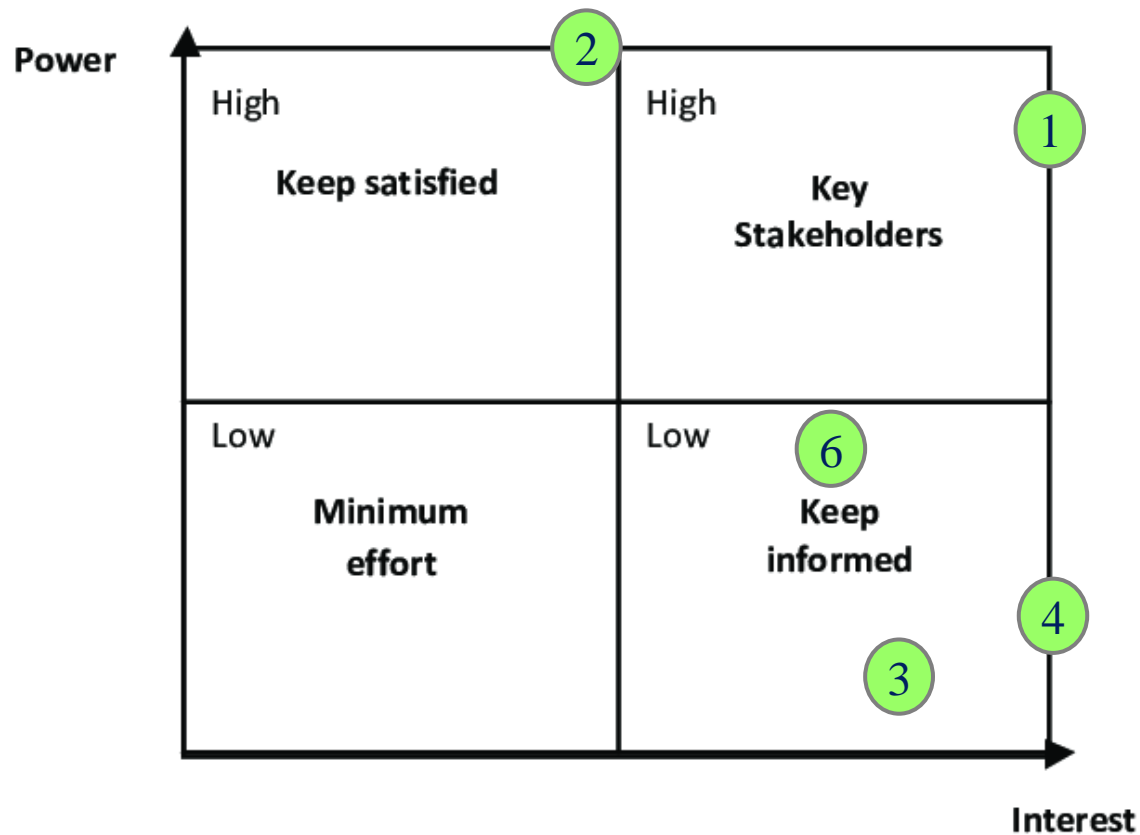 Power
2
High
High
1
Keep satisfied
Key
Stakeholders
Low
Low
6
Minimum
effort
Keep
informed
4
3
Interest